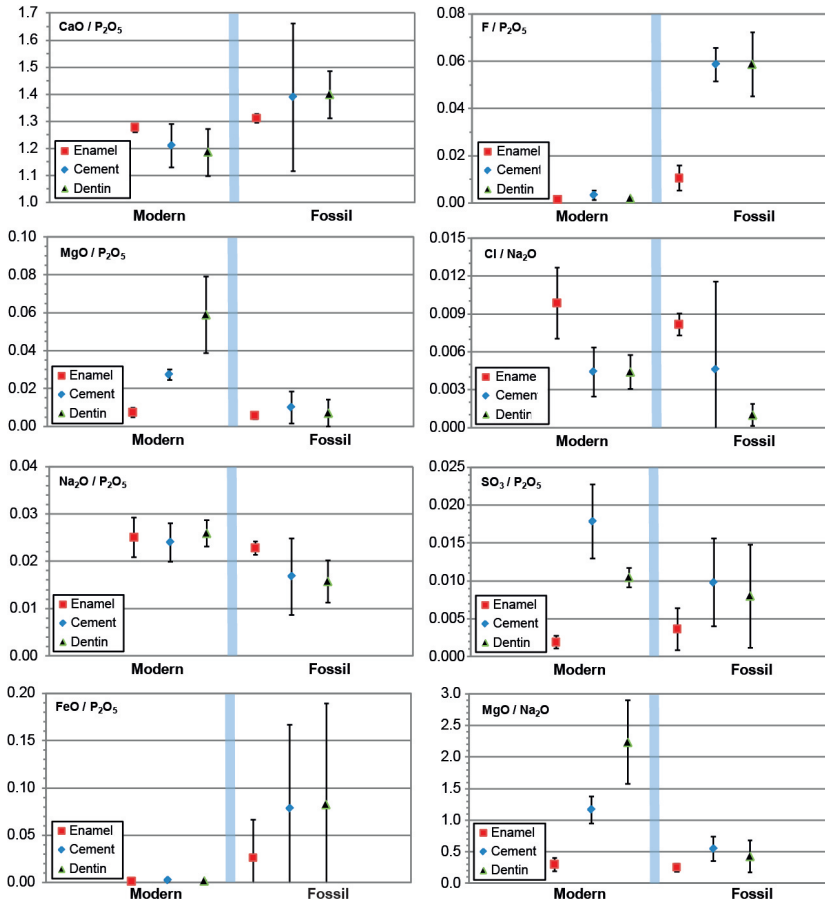 CaO / P₂O₅
1.7
1.6
1.5
1.4
1.3
1.2
1.1
1.0
Enamel
Cement
Dentin
Modern
Fossil
F / P₂O₅
0.08
0.06
0.04
0.02
0.00
Enamel
Cement
Dentin
Modern
Fossil
MgO / P₂O₅
0.10
0.08
0.06
0.04
0.02
0.00
Enamel
Cement
Dentin
Modern
Fossil
Cl / Na₂O
0.015
0.012
0.009
0.006
0.003
0.000
Ename
Cement
Dentin
Modern
Fossil
Na₂O / P₂O₅
0.04
0.03
0.02
0.01
0.00
Enamel
Cement
Dentin
Modern
Fossil
SO₃ / P₂O₅
0.025
0.020
0.015
0.010
0.005
0.000
Enamel
Cement
Dentin
Modern
Fossil
FeO / P₂O₅
0.20
0.15
0.10
0.05
0.00
Enamel
Cement
Dentin
Modern
Fossil
MgO / Na₂O
3.0
2.5
2.0
1.5
1.0
0.5
0.0
Enamel
Cement
Dentin
Modern
Fossil